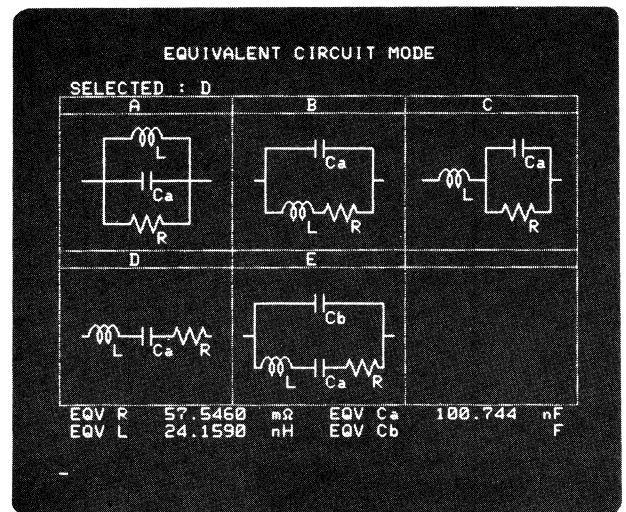 EQUIVALENT CIRCUIT MODE
SELECTED : D
A B C
L
Ca
R
Ca
L R
Ca
L
R
D E
L Ca R
Cb
L Ca R
EQV R 57.5460 mΩ EQV Ca 100.744 nF
EQV L 24.1590 nH EQV Cb F